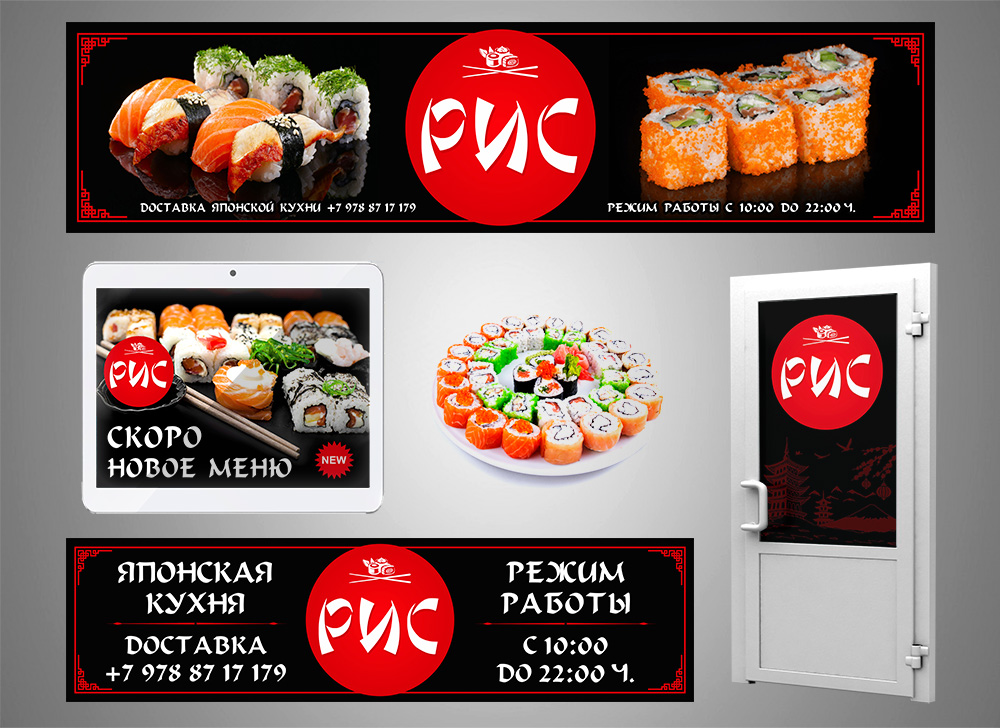 РИС
ДОСТАВКА ЯПОНСКОЙ КУХНИ +7 978 87 17 179
РЕЖИМ РАБОТЫ С 10:00 ДО 22:00 Ч.
РИС
СКОРО
НОВОЕ МЕНЮ
NEW
РИС
ЯПОНСКАЯ
КУХНЯ
ДОСТАВКА
+7 978 87 17 179
РИС
РЕЖИМ
РАБОТЫ
С 10:00
ДО 22:00 Ч.